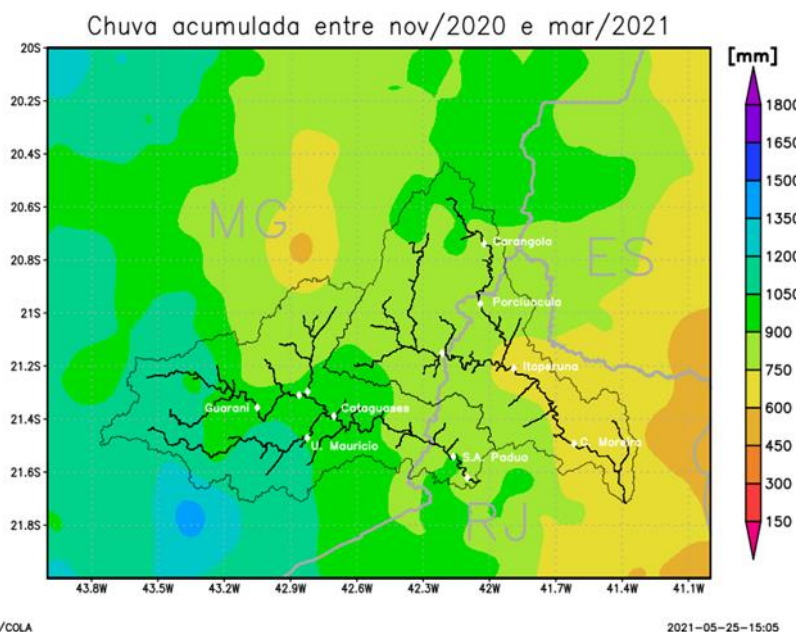 Chuva acumulada entre nov/2020 e mar/2021
[mm]
20S
20.2S
20.4S
20.6S
20.8S
21S
21.2S
21.4S
21.6S
21.8S
MG
ES
RJ
Carangola
Porciuncula
Itaperuna
Guarani
Cataguases
U. Mauricio
C. Moreira
S.A. Padua
1800
1700
1600
1500
1350
1200
1050
900
750
600
450
300
150
43.8W 43.5W 43.2W 42.9W 42.6W 42.3W 42W 41.7W 41.4W 41.1W
/COLA
2021-05-25-15:05